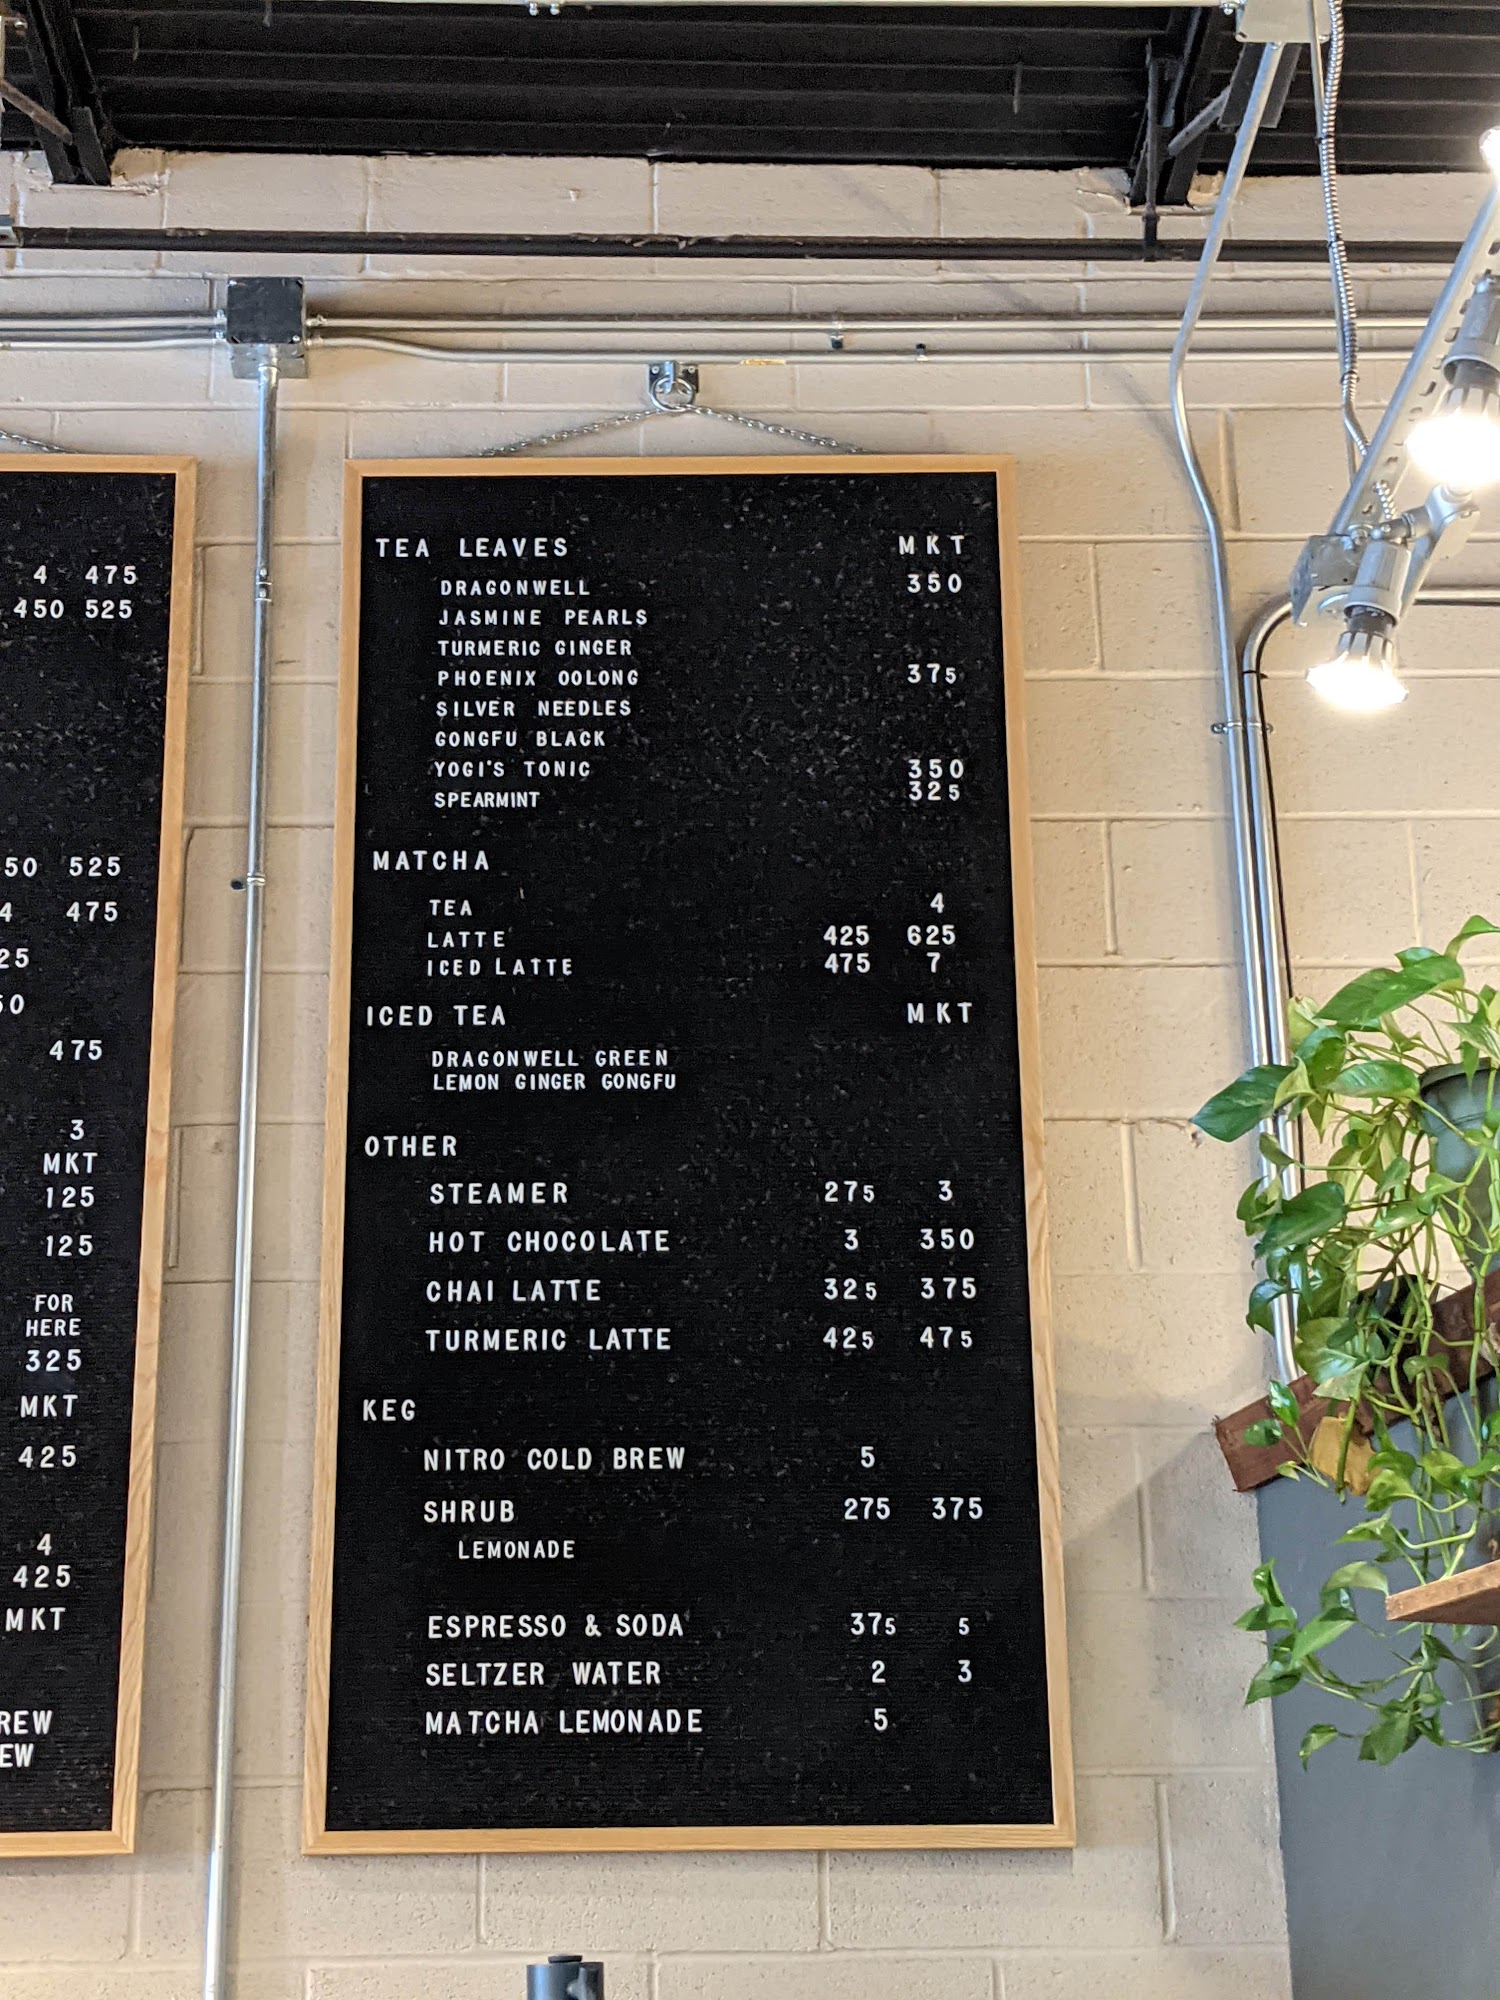 4 475
450 525
50 525
4 475
25
50
475
3
MKT
125
125
FOR
HERE
325
MKT
425
4
425
MKT
REW
EW
TEA LEAVES MKT
DRAGONWELL 350
JASMINE PEARLS
TURMERIC GINGER
PHOENIX OOLONG 375
SILVER NEEDLES
GONGFU BLACK
YOGI'S TONIC 350
SPEARMINT 325
MATCHA
TEA 4
LATTE 425 625
ICED LATTE 475 7
ICED TEA MKT
DRAGONWELL GREEN
LEMON GINGER GONGFU
OTHER
STEAMER 275 3
HOT CHOCOLATE 3 350
CHAI LATTE 325 375
TURMERIC LATTE 425 475
KEG
NITRO COLD BREW 5
SHRUB 275 375
LEMONADE
ESPRESSO & SODA 375 5
SELTZER WATER 2 3
MATCHA LEMONADE 5